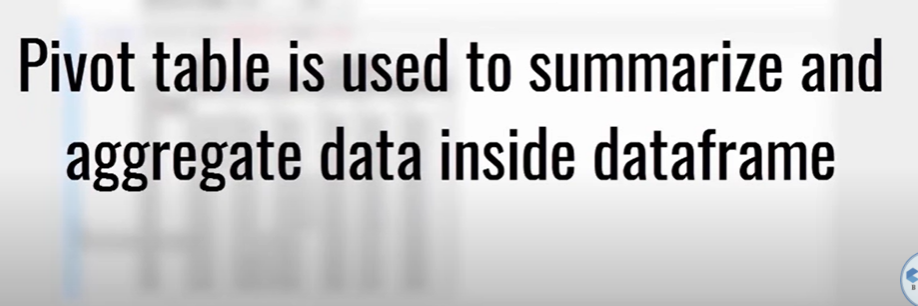 Pivot table is used to summarize and
aggregate data inside dataframe